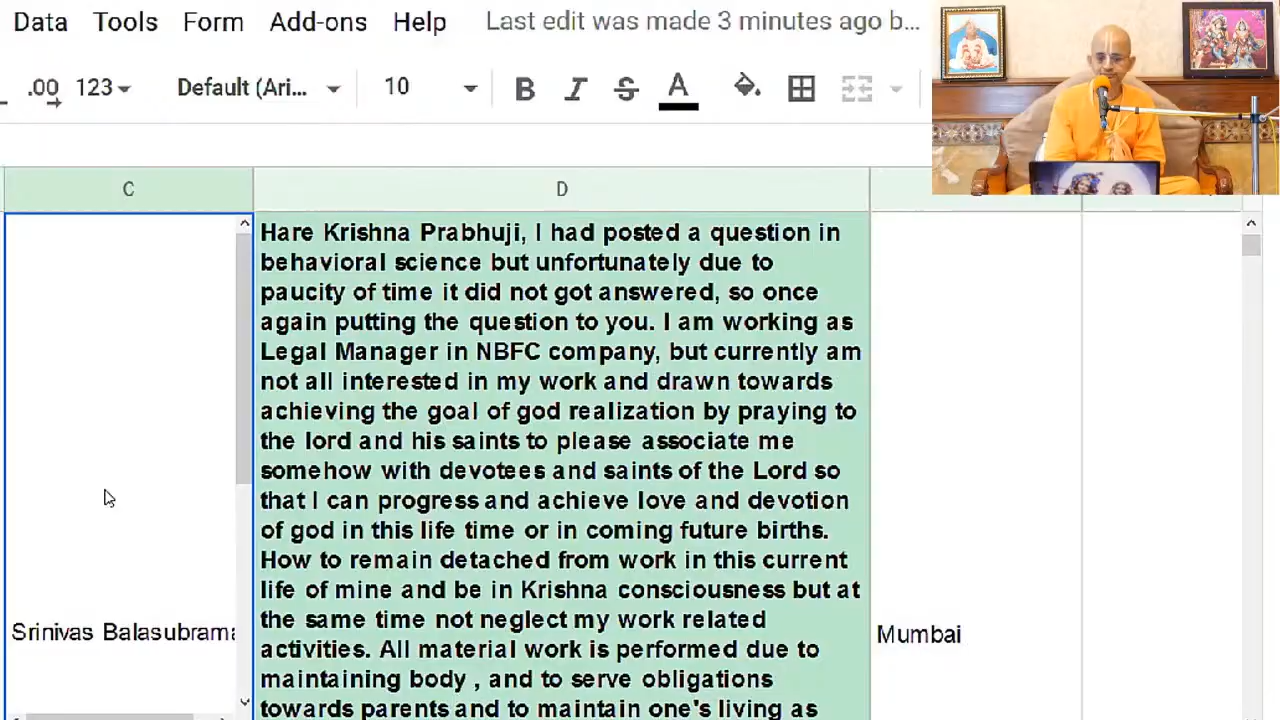 Data Tools Form Add-ons Help Last edit was made 3 minutes ago b...
.00 123 Default (Ari... 10 B I S A
C D
Hare Krishna Prabhuji, I had posted a question in
behavioral science but unfortunately due to
paucity of time it did not got answered, so once
again putting the question to you. I am working as
Legal Manager in NBFC company, but currently am
not all interested in my work and drawn towards
achieving the goal of god realization by praying to
the lord and his saints to please associate me
somehow with devotees and saints of the Lord so
that I can progress and achieve love and devotion
of god in this life time or in coming future births.
How to remain detached from work in this current
life of mine and be in Krishna consciousness but at
the same time not neglect my work related
Srinivas Balasubrama Mumbai
activities. All material work is performed due to
maintaining body , and to serve obligations
towards parents and to maintain one's living as